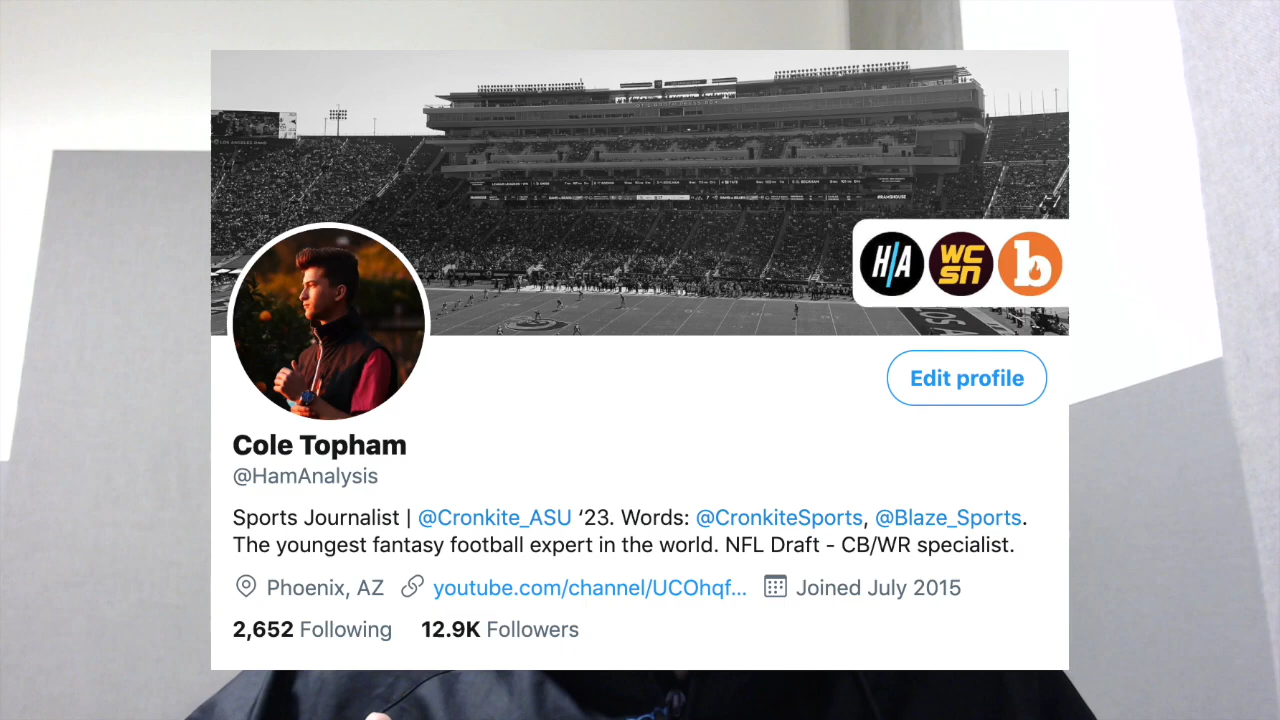 H/A
WC
SN
b
Edit profile
Cole Topham
@HamAnalysis
Sports Journalist | @Cronkite_ASU ‘23. Words: @CronkiteSports, @Blaze_Sports.
The youngest fantasy football expert in the world. NFL Draft - CB/WR specialist.
Phoenix, AZ youtube.com/channel/UCOhqf... Joined July 2015
2,652 Following 12.9K Followers